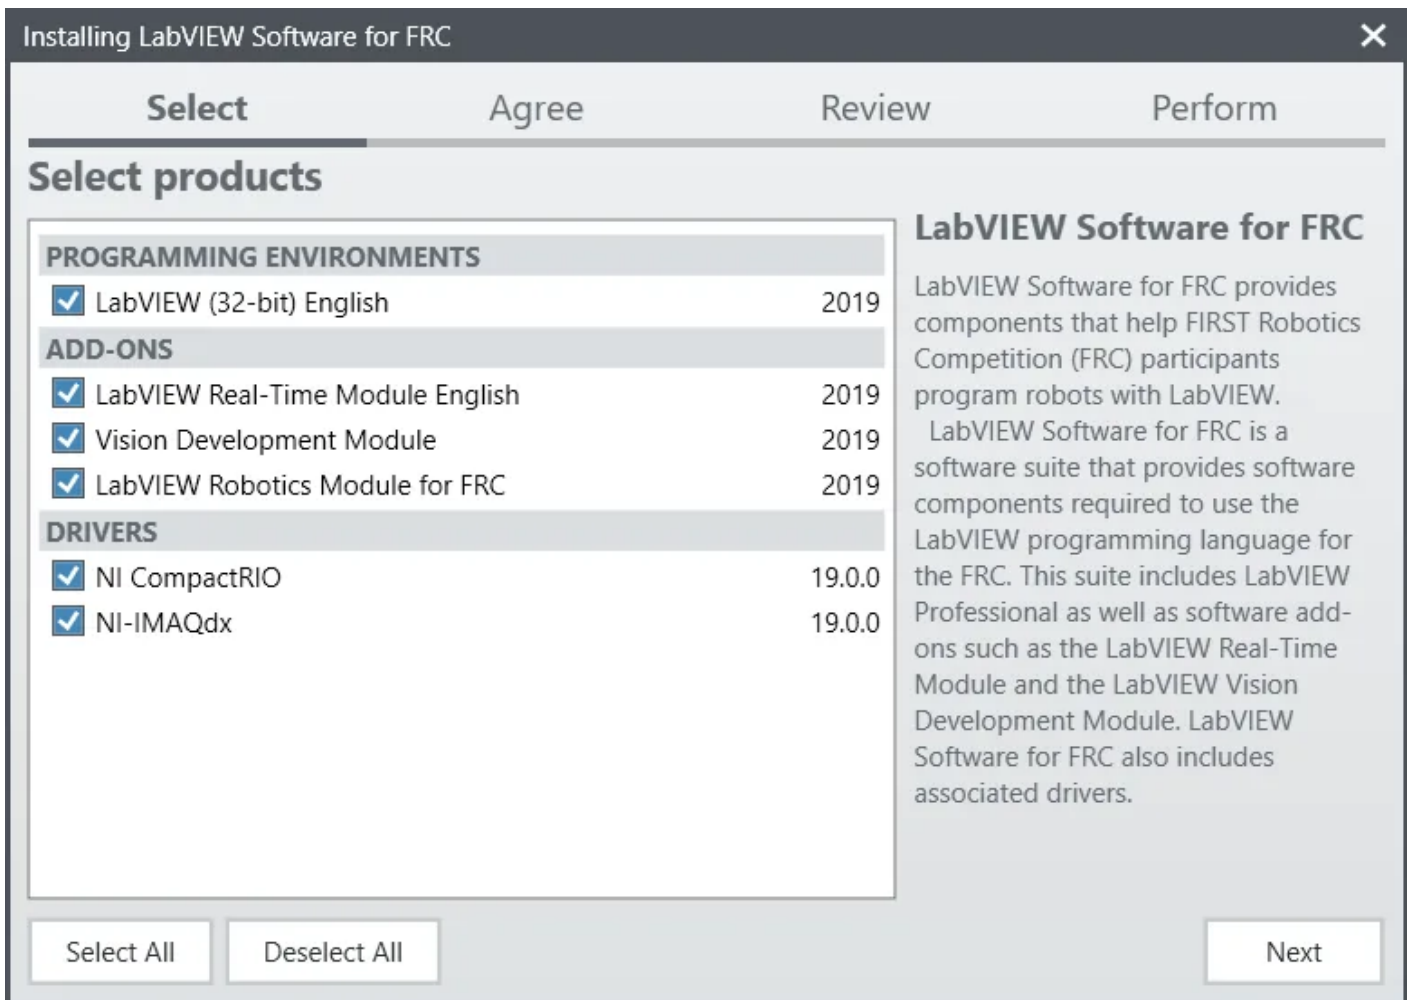 Installing LabVIEW Software for FRC
Select Agree Review Perform
Select products
PROGRAMMING ENVIRONMENTS
LabVIEW (32-bit) English 2019
ADD-ONS
LabVIEW Real-Time Module English 2019
Vision Development Module 2019
LabVIEW Robotics Module for FRC 2019
DRIVERS
NI CompactRIO 19.0.0
NI-IMAQdx 19.0.0
LabVIEW Software for FRC
LabVIEW Software for FRC provides
components that help FIRST Robotics
Competition (FRC) participants
program robots with LabVIEW.
LabVIEW Software for FRC is a
software suite that provides software
components required to use the
LabVIEW programming language for
the FRC. This suite includes LabVIEW
Professional as well as software add-
ons such as the LabVIEW Real-Time
Module and the LabVIEW Vision
Development Module. LabVIEW
Software for FRC also includes
associated drivers.
Select All Deselect All Next